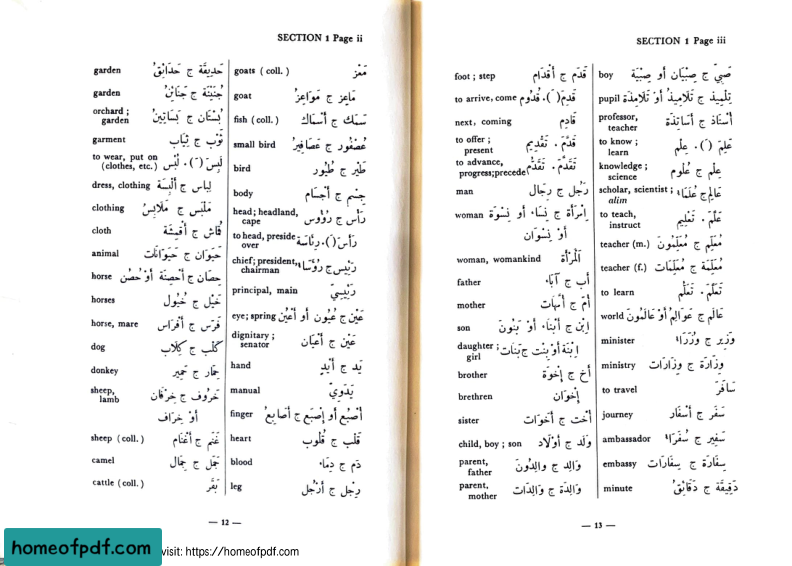 SECTION 1 Page ii
garden حَدِيقَة ج حَدَائِقُ
garden جُنَيْنَة ج جَنَائِنُ
orchard ;
garden بُسْتَان ج بَسَاتِينُ
garment ثَوْب ج ثِيَاب
to wear, put on
(clothes, etc.) لَبِسَ (َ). لُبْس
dress, clothing لِبَاس ج أَلْبِسَة
clothing مَلْبَس ج مَلَابِسُ
cloth قُمَاش ج أَقْمِشَة
animal حَيَوَان ج حَيَوَانَات
horse حِصَان ج أَحْصِنَة أَوْ حُصُن
horses خَيْل ج خُيُول
horse, mare فَرَس ج أَفْرَاس
dog كَلْب ج كِلَاب
donkey حِمَار ج حَمِير
sheep,
lamb خَرُوف ج خِرْفَان
أَوْ خِرَاف
sheep (coll.) غَنَم ج أَغْنَام
camel جَمَل ج جِمَال
cattle (coll.) بَقَر
goats (coll.) مَعْز
goat مَاعِز ج مَوَاعِزُ
fish (coll.) سَمَك ج أَسْمَاك
small bird عُصْفُور ج عَصَافِيرُ
bird طَيْر ج طُيُور
body جِسْم ج أَجْسَام
head; headland,
cape رَأْس ج رُؤُوس
to head, preside
over رَأَسَ (َ). رِئَاسَة
chief; president,
chairman رَئِيس ج رُؤَسَاءُ
principal, main رَئِيسِيّ
eye; spring عَيْن ج عُيُون أو أَعْيُن
dignitary ;
senator عَيْن ج أَعْيَان
hand يَد ج أَيْدٍ
manual يَدَوِيّ
finger أَصْبُع أو إِصْبَع ج أَصَابِعُ
heart قَلْب ج قُلُوب
blood دَم ج دِمَاء
leg رِجْل ج أَرْجُل
— 12 —
SECTION 1 Page iii
foot ; step قَدَم ج أَقْدَام
to arrive, come قَدِمَ (َ). قُدُوم
next, coming قَادِم
to offer ;
present قَدَّمَ. تَقْدِيم
to advance,
progress;precede تَقَدَّمَ. تَقَدُّم
man رَجُل ج رِجَال
woman اِمْرَأَة ج نِسَاء أو نِسْوَة
أَوْ نِسْوَان
woman, womankind اَلْمَرْأَة
father أَب ج آبَاء
mother أُمّ ج أُمَّهَات
son اِبْن ج أَبْنَاء أَوْ بَنُونَ
daughter ;
girl اِبْنَة أَوْ بِنْت ج بَنَات
brother أَخ ج إِخْوَة
brethren إِخْوَان
sister أُخْت ج أَخَوَات
child, boy ; son وَلَد ج أَوْلَاد
parent,
father وَالِد ج وَالِدُونَ
parent,
mother وَالِدَة ج وَالِدَات
boy صَبِيّ ج صِبْيَان أو صِبْيَة
pupil تِلْمِيذ ج تَلَامِيذُ أَوْ تَلَامِذَة
professor,
teacher أُسْتَاذ ج أَسَاتِذَة
to know ;
learn عَلِمَ (َ). عِلْم
knowledge ;
science عِلْم ج عُلُوم
scholar, scientist ;
alim عَالِم ج عُلَمَاءُ
to teach,
instruct عَلَّمَ. تَعْلِيم
teacher (m.) مُعَلِّم ج مُعَلِّمُونَ
teacher (f.) مُعَلِّمَة ج مُعَلِّمَات
to learn تَعَلَّمَ. تَعَلُّم
world عَالَم ج عَوَالِمُ أَوْ عَالَمُونَ
minister وَزِير ج وُزَرَاءُ
ministry وِزَارَة ج وِزَارَات
to travel سَافَرَ
journey سَفَر ج أَسْفَار
ambassador سَفِير ج سُفَرَاءُ
embassy سِفَارَة ج سِفَارَات
minute دَقِيقَة ج دَقَائِقُ
— 13 —
homeofpdf.com
visit: https://homeofpdf.com